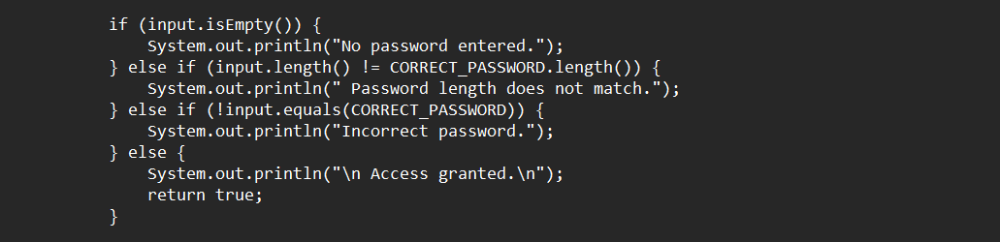 if (input.isEmpty()) {
    System.out.println("No password entered.");
} else if (input.length() != CORRECT_PASSWORD.length()) {
    System.out.println(" Password length does not match.");
} else if (!input.equals(CORRECT_PASSWORD)) {
    System.out.println("Incorrect password.");
} else {
    System.out.println("\n Access granted.\n");
    return true;
}